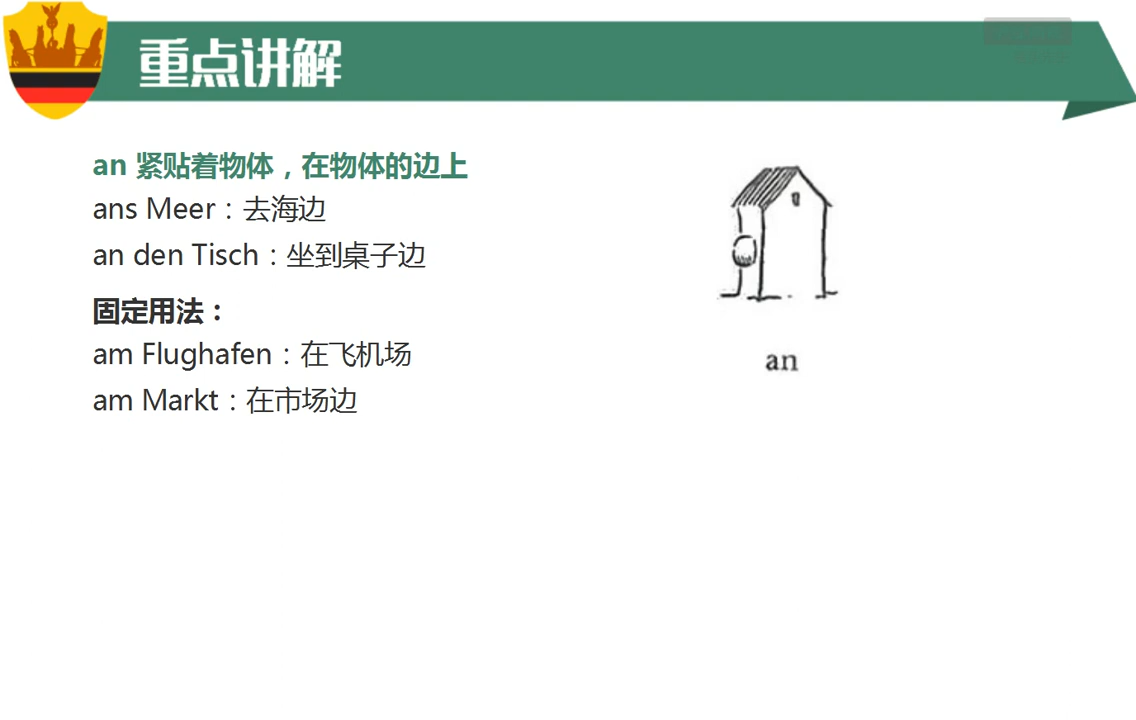 重点讲解
an 紧贴着物体，在物体的边上
ans Meer：去海边
an den Tisch：坐到桌子边
固定用法：
am Flughafen：在飞机场
am Markt：在市场边
an